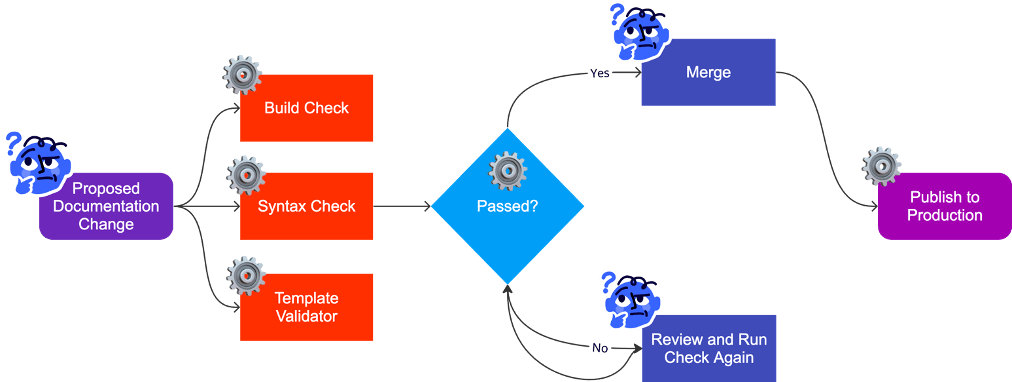 Proposed
Documentation
Change
Build Check
Syntax Check
Template
Validator
Passed?
Yes
Merge
No
Review and Run
Check Again
Publish to
Production